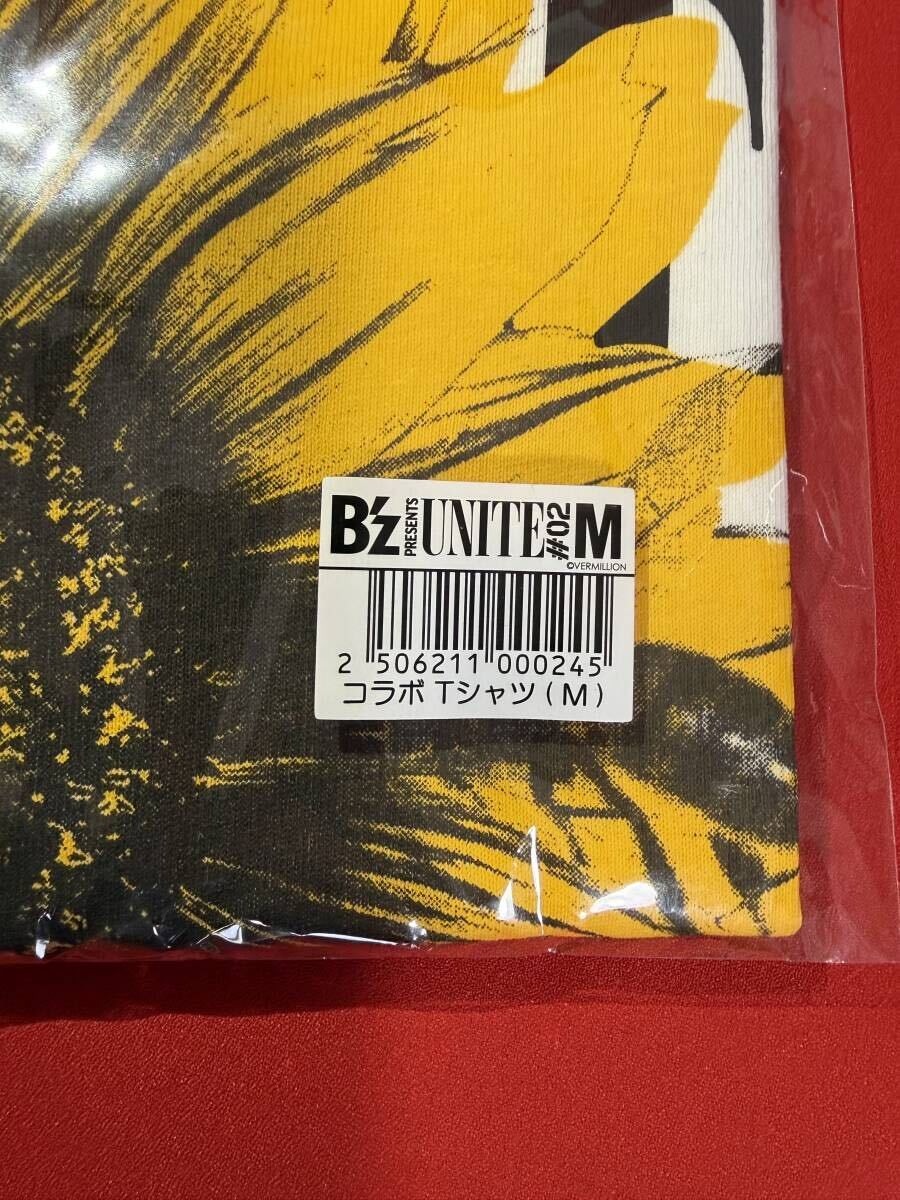 B'z PRESENTS UNITE #02 M
©VERMILLION
2 506211 000245
コラボ Tシャツ (M)